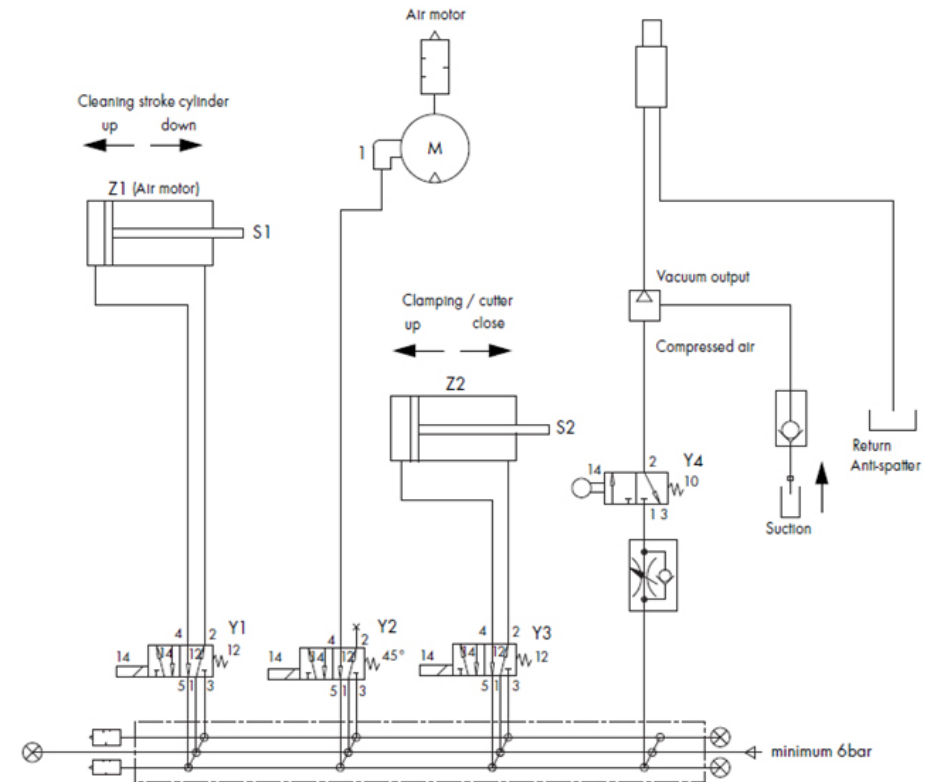 Air motor
Cleaning stroke cylinder
up down
1 M
Z1 (Air motor)
S1
Vacuum output
Clamping / cutter
up close
Compressed air
Z2
S2
Return
Anti-spatter
14 2 Y4
10
1 3
Suction
4 2 Y1
14 14 12 12
5 1 3
4 2 Y2
14 14 12 45°
5 1 3
4 2 Y3
14 14 12 12
5 1 3
minimum 6bar